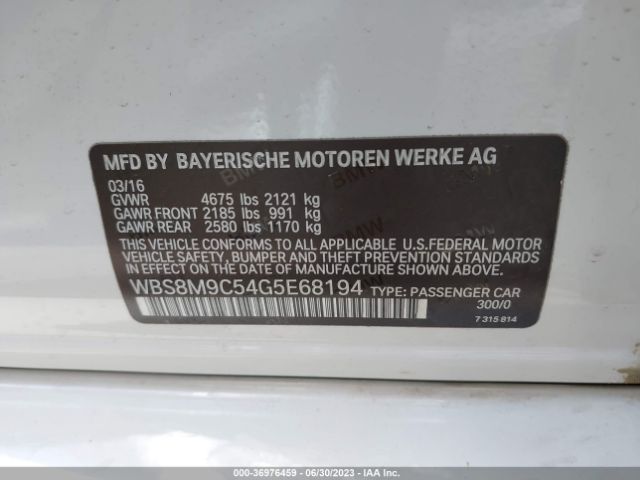 MFD BY BAYERISCHE MOTOREN WERKE AG
03/16
GVWR 4675 lbs 2121 kg
GAWR FRONT 2185 lbs 991 kg
GAWR REAR 2580 lbs 1170 kg
THIS VEHICLE CONFORMS TO ALL APPLICABLE U.S.FEDERAL MOTOR
VEHICLE SAFETY, BUMPER AND THEFT PREVENTION STANDARDS
IN EFFECT ON THE DATE OF MANUFACTURE SHOWN ABOVE.
WBS8M9C54G5E68194 TYPE: PASSENGER CAR
300/0
7 315 814
000-36976459 - 06/30/2023 - IAA Inc.